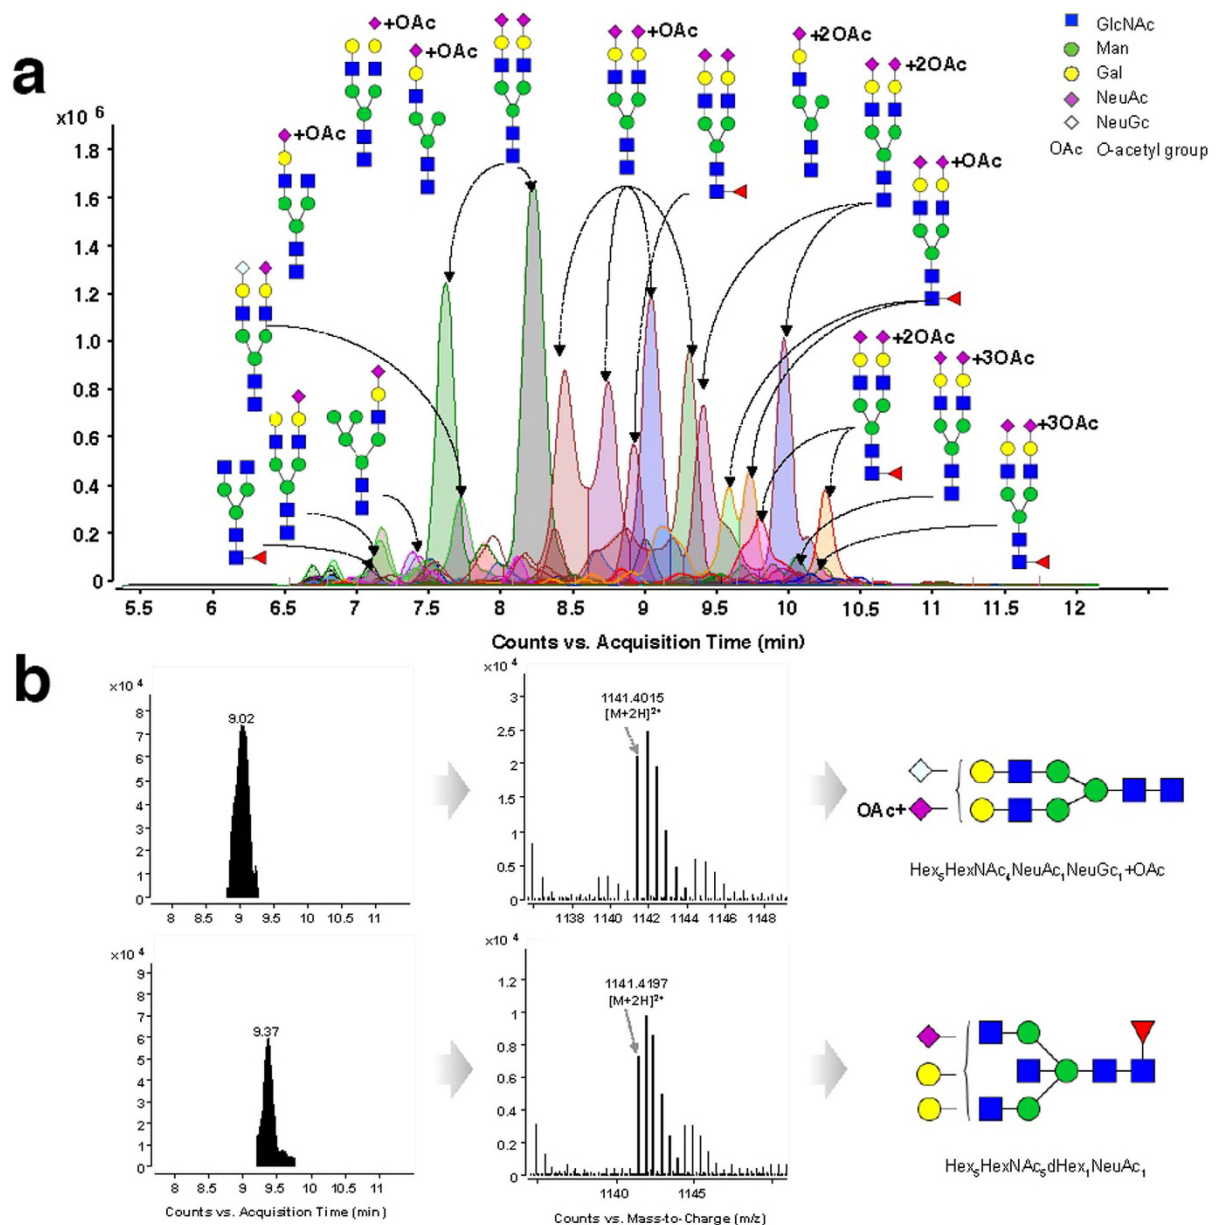 a
+OAc
+OAc
+OAc
+2OAc
+2OAc
GlcNAc
Man
Gal
NeuAc
NeuGc
OAc O-acetyl group
+OAc
+OAc
+2OAc
+3OAc
+3OAc
x10 6
1.8
1.6
1.4
1.2
1.0
0.8
0.6
0.4
0.2
0
5.5 6 6.5 7 7.5 8 8.5 9 9.5 10 10.5 11 11.5 12
Counts vs. Acquisition Time (min)
b
×10 4
8
7
6
5
4
3
2
1
0
9.02
8 8.5 9 9.5 10 10.5 11
×10 4
3
2.5
2
1.5
1
0.5
0
1141.4015
[M+2H]²⁺
1138 1140 1142 1144 1146 1148
OAc+
Hex₅HexNAc₄NeuAc₁NeuGc₁+OAc
×10 4
9
8
7
6
5
4
3
2
1
0
9.37
8 8.5 9 9.5 10 10.5 11
Counts vs. Acquisition Time (min)
×10 4
1.2
1
0.8
0.6
0.4
0.2
0
1141.4197
[M+2H]²⁺
1140 1145
Counts vs. Mass-to-Charge (m/z)
Hex₅HexNAc₅dHex₁NeuAc₁